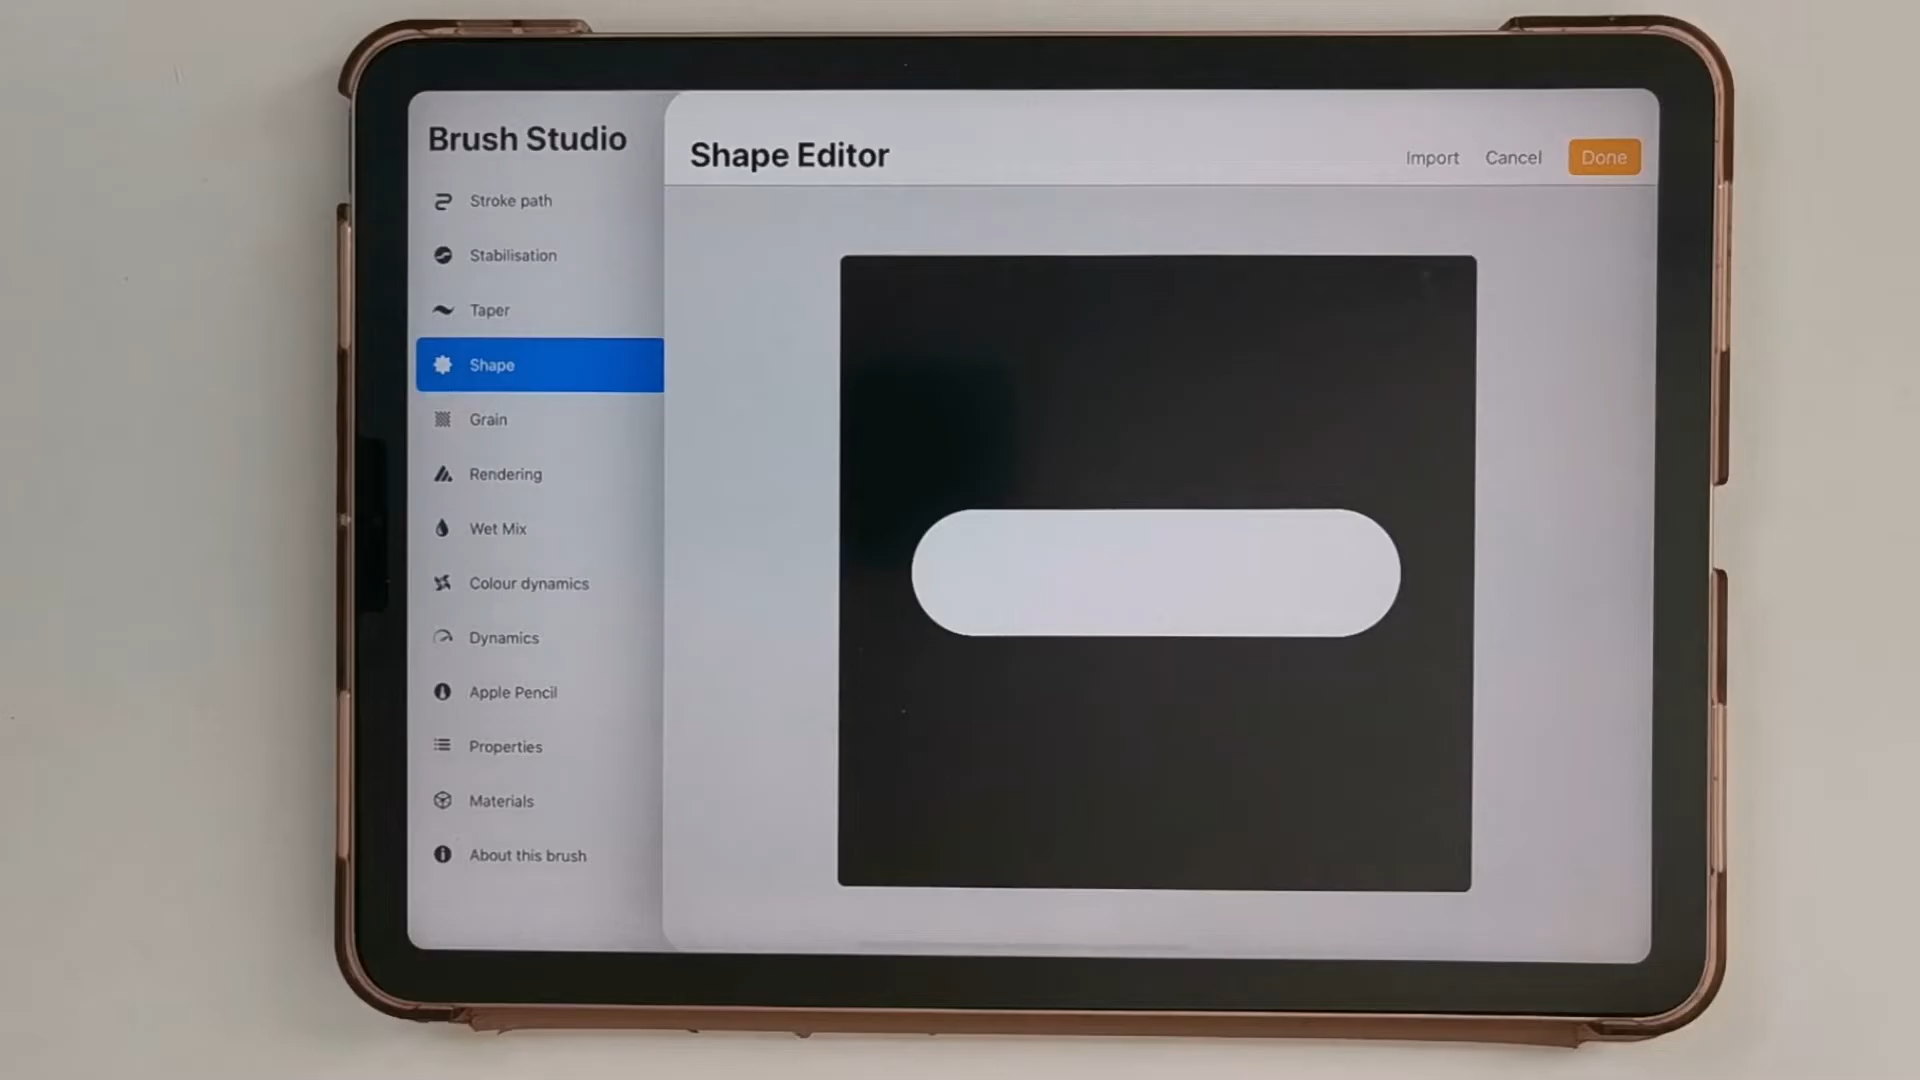 Brush Studio
Stroke path
Stabilisation
Taper
Shape
Grain
Rendering
Wet Mix
Colour dynamics
Dynamics
Apple Pencil
Properties
Materials
About this brush
Shape Editor
Import Cancel Done